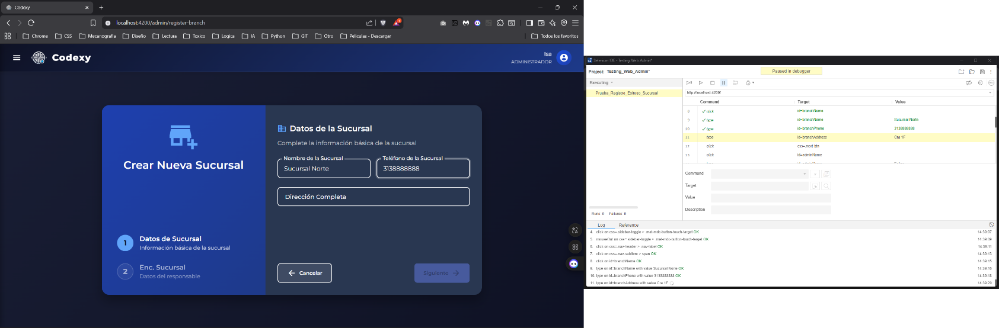 Codexy
localhost:4200/admin/register-branch
1
Chrome
CSS
Mecanografia
Diseño
Lectura
Toxico
Logica
IA
Python
GIT
Otro
Peliculas - Descargar
Todos los favoritos
Codexy
Isa
ADMINISTRADOR
Crear Nueva Sucursal
1
Datos de Sucursal
Información básica de la sucursal
2
Enc. Sucursal
Datos del responsable
Datos de la Sucursal
Complete la información básica de la sucursal
Nombre de la Sucursal
Sucursal Norte
Teléfono de la Sucursal
3138888888
Dirección Completa
Cancelar
Siguiente
Selenium IDE - Testing_Web_Admin*
Project: Testing_Web_Admin*
Paused in debugger
Executing
Prueba_Registro_Exitoso_Sucursal
Runs: 0 Failures: 0
http://localhost:4200/
Command Target Value
8 ✓ click id=branchName
9 ✓ type id=branchName Sucursal Norte
10 ✓ type id=branchPhone 3138888888
11 type id=branchAddress Cra 1F
12 click css=.next-btn
13 click id=adminName
Command
Target
Value
Description
Log Reference
4. click on css=.sidebar-toggle > .mat-mdc-button-touch-target OK 14:39:07
5. mouseOut on css=.sidebar-toggle > .mat-mdc-button-touch-target OK 14:39:09
6. click on css=.nav-header > .nav-label OK 14:39:11
7. click on css=.nav-subitem > span OK 14:39:13
8. click on id=branchName OK 14:39:15
9. type on id=branchName with value Sucursal Norte OK 14:39:16
10. type on id=branchPhone with value 3138888888 OK 14:39:18
11. type on id=branchAddress with value Cra 1F 14:39:20